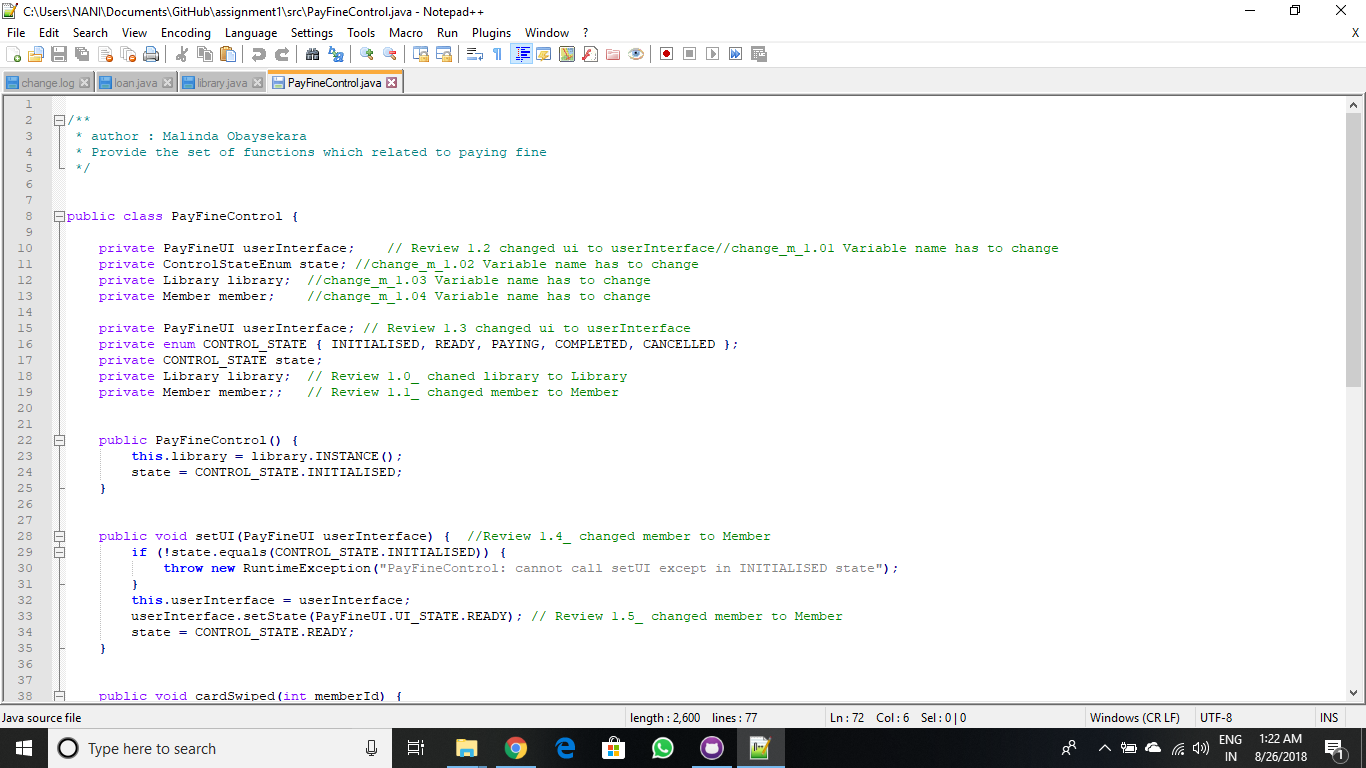 C:\Users\NANI\Documents\GitHub\assignment1\src\PayFineControl.java - Notepad++
File Edit Search View Encoding Language Settings Tools Macro Run Plugins Window ? X
change.log loan.java library.java PayFineControl.java
1
2 /**
3 * author : Malinda Obaysekara
4 * Provide the set of functions which related to paying fine
5 */
6
7
8 public class PayFineControl {
9
10 private PayFineUI userInterface; // Review 1.2 changed ui to userInterface//change_m_1.01 Variable name has to change
11 private ControlStateEnum state; //change_m_1.02 Variable name has to change
12 private Library library; //change_m_1.03 Variable name has to change
13 private Member member; //change_m_1.04 Variable name has to change
14
15 private PayFineUI userInterface; // Review 1.3 changed ui to userInterface
16 private enum CONTROL_STATE { INITIALISED, READY, PAYING, COMPLETED, CANCELLED };
17 private CONTROL_STATE state;
18 private Library library; // Review 1.0_ chaned library to Library
19 private Member member;; // Review 1.1_ changed member to Member
20
21
22 public PayFineControl() {
23 this.library = library.INSTANCE();
24 state = CONTROL_STATE.INITIALISED;
25 }
26
27
28 public void setUI(PayFineUI userInterface) { //Review 1.4_ changed member to Member
29 if (!state.equals(CONTROL_STATE.INITIALISED)) {
30 throw new RuntimeException("PayFineControl: cannot call setUI except in INITIALISED state");
31 }
32 this.userInterface = userInterface;
33 userInterface.setState(PayFineUI.UI_STATE.READY); // Review 1.5_ changed member to Member
34 state = CONTROL_STATE.READY;
35 }
36
37
38 public void cardSwiped(int memberId) {
Java source file length : 2,600 lines : 77 Ln : 72 Col : 6 Sel : 0 | 0 Windows (CR LF) UTF-8 INS
Type here to search ENG IN 1:22 AM 8/26/2018 1